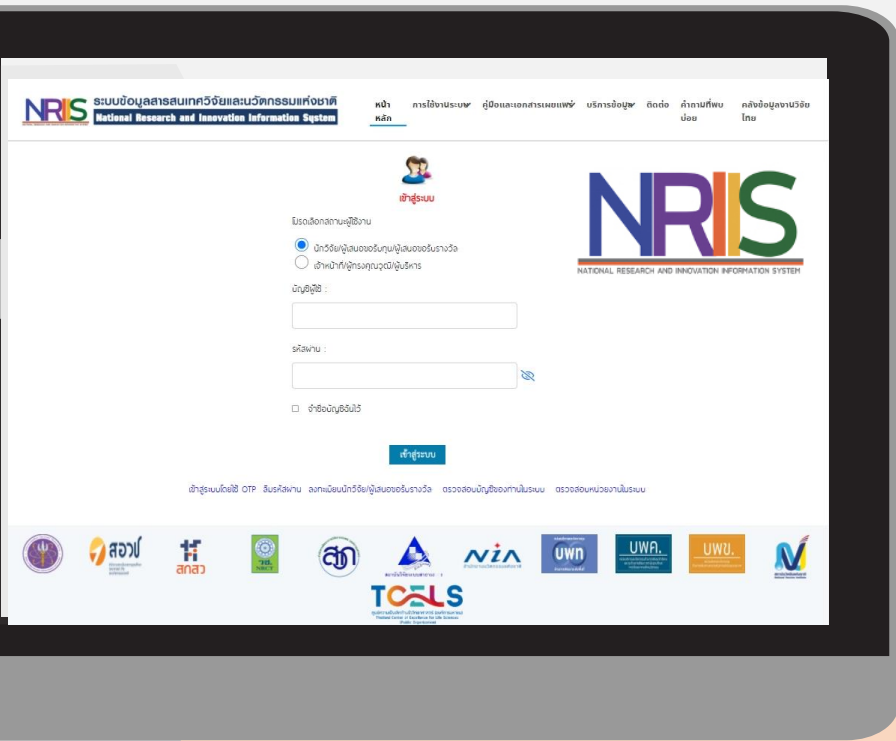 NRIIS
ระบบข้อมูลสารสนเทศวิจัยและนวัตกรรมแห่งชาติ
National Research and Innovation Information System
หน้า
หลัก
การใช้งานระบบ
คู่มือและเอกสารเผยแพร่
บริการข้อมูล
ติดต่อ
คำถามที่พบ
บ่อย
คลังข้อมูลงานวิจัย
ไทย
เข้าสู่ระบบ
โปรดเลือกสถานะผู้ใช้งาน
นักวิจัย/ผู้เสนอขอรับทุน/ผู้เสนอขอรับรางวัล
เจ้าหน้าที่/ผู้ทรงคุณวุฒิ/ผู้บริหาร
บัญชีผู้ใช้ :
รหัสผ่าน :
จำชื่อบัญชีฉันไว้
เข้าสู่ระบบ
NRIIS
NATIONAL RESEARCH AND INNOVATION INFORMATION SYSTEM
เข้าสู่ระบบโดยใช้ OTP ลืมรหัสผ่าน ลงทะเบียนนักวิจัย/ผู้เสนอขอรับรางวัล ตรวจสอบบัญชีของท่านในระบบ ตรวจสอบหน่วยงานในระบบ
สอวช
สกสว
วช.
NRCT
สวก
NIA
บพท
บพค.
บพข.
TCELS